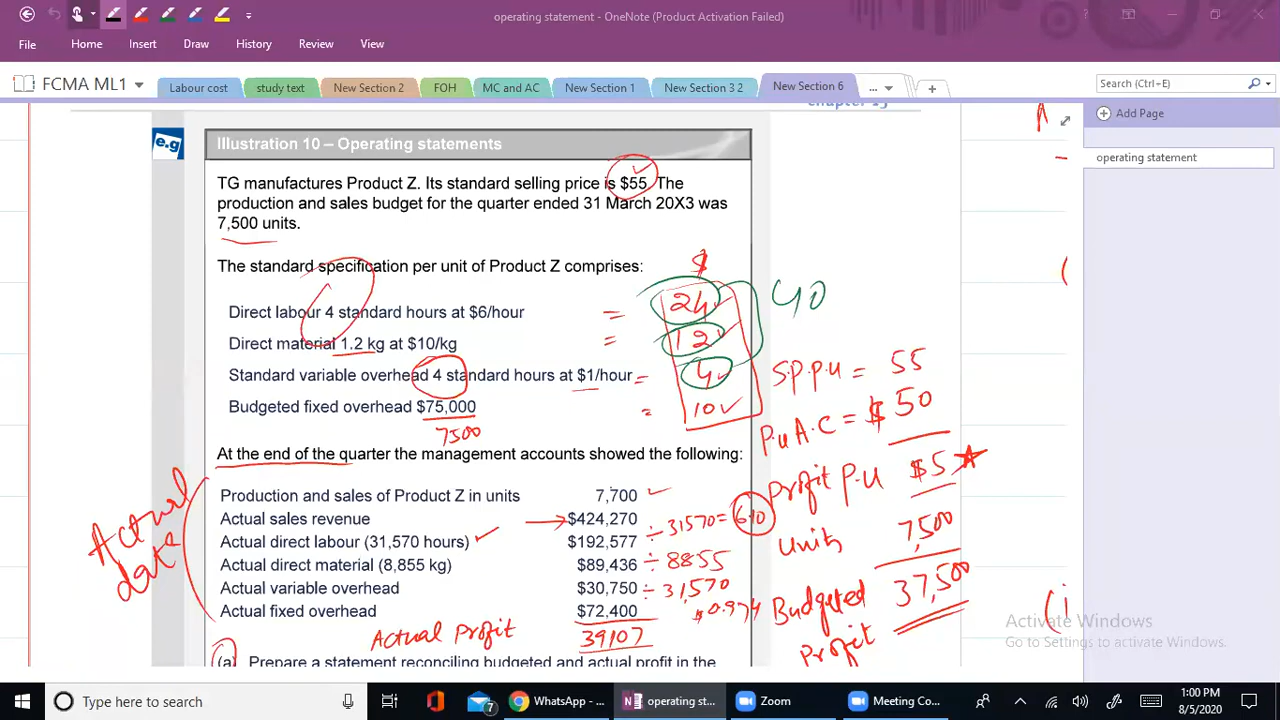 operating statement - OneNote (Product Activation Failed)
File Home Insert Draw History Review View
FCMA ML1 Labour cost study text New Section 2 FOH MC and AC New Section 1 New Section 3 2 New Section 6 ... Search (Ctrl+E)
Add Page
operating statement
Chapter 13
e.g
Illustration 10 – Operating statements
TG manufactures Product Z. Its standard selling price is $55. The
production and sales budget for the quarter ended 31 March 20X3 was
7,500 units.
The standard specification per unit of Product Z comprises:
$
Direct labour 4 standard hours at $6/hour = 24
40
Direct material 1.2 kg at $10/kg = 12
Standard variable overhead 4 standard hours at $1/hour = 4
Budgeted fixed overhead $75,000 = 10
7500
S.P.P.U = 55
P.U A.C = $50
Profit P.U $5
Units 7,500
Budgeted Profit 37,500
At the end of the quarter the management accounts showed the following:
Actual data
Production and sales of Product Z in units 7,700
Actual sales revenue $424,270
Actual direct labour (31,570 hours) $192,577 ÷ 31570 = 6.10
Actual direct material (8,855 kg) $89,436 ÷ 8855
Actual variable overhead $30,750 ÷ 31,570
$0.974
Actual fixed overhead $72,400
Actual Profit 39107
(a) Prepare a statement reconciling budgeted and actual profit in the
Activate Windows
Go to Settings to activate Windows.
Type here to search
7
WhatsApp - ...
operating sta...
Zoom
Meeting Co...
1:00 PM
8/5/2020